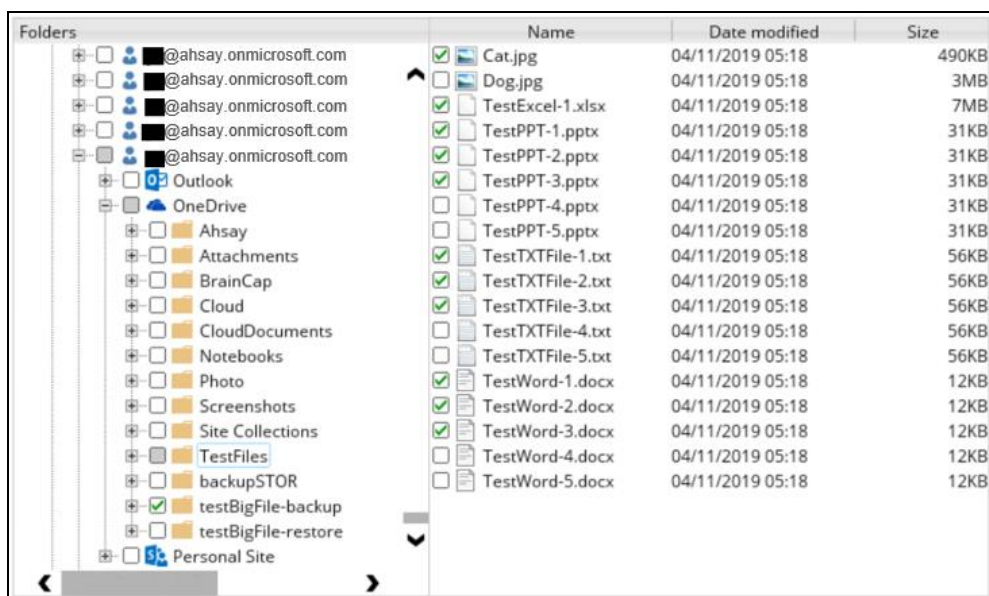 Folders Name Date modified Size
@ahsay.onmicrosoft.com Cat.jpg 04/11/2019 05:18 490KB
@ahsay.onmicrosoft.com Dog.jpg 04/11/2019 05:18 3MB
@ahsay.onmicrosoft.com TestExcel-1.xlsx 04/11/2019 05:18 7MB
@ahsay.onmicrosoft.com TestPPT-1.pptx 04/11/2019 05:18 31KB
@ahsay.onmicrosoft.com TestPPT-2.pptx 04/11/2019 05:18 31KB
Outlook TestPPT-3.pptx 04/11/2019 05:18 31KB
OneDrive TestPPT-4.pptx 04/11/2019 05:18 31KB
Ahsay TestPPT-5.pptx 04/11/2019 05:18 31KB
Attachments TestTXTFile-1.txt 04/11/2019 05:18 56KB
BrainCap TestTXTFile-2.txt 04/11/2019 05:18 56KB
Cloud TestTXTFile-3.txt 04/11/2019 05:18 56KB
CloudDocuments TestTXTFile-4.txt 04/11/2019 05:18 56KB
Notebooks TestTXTFile-5.txt 04/11/2019 05:18 56KB
Photo TestWord-1.docx 04/11/2019 05:18 12KB
Screenshots TestWord-2.docx 04/11/2019 05:18 12KB
Site Collections TestWord-3.docx 04/11/2019 05:18 12KB
TestFiles TestWord-4.docx 04/11/2019 05:18 12KB
backupSTOR TestWord-5.docx 04/11/2019 05:18 12KB
testBigFile-backup
testBigFile-restore
Personal Site